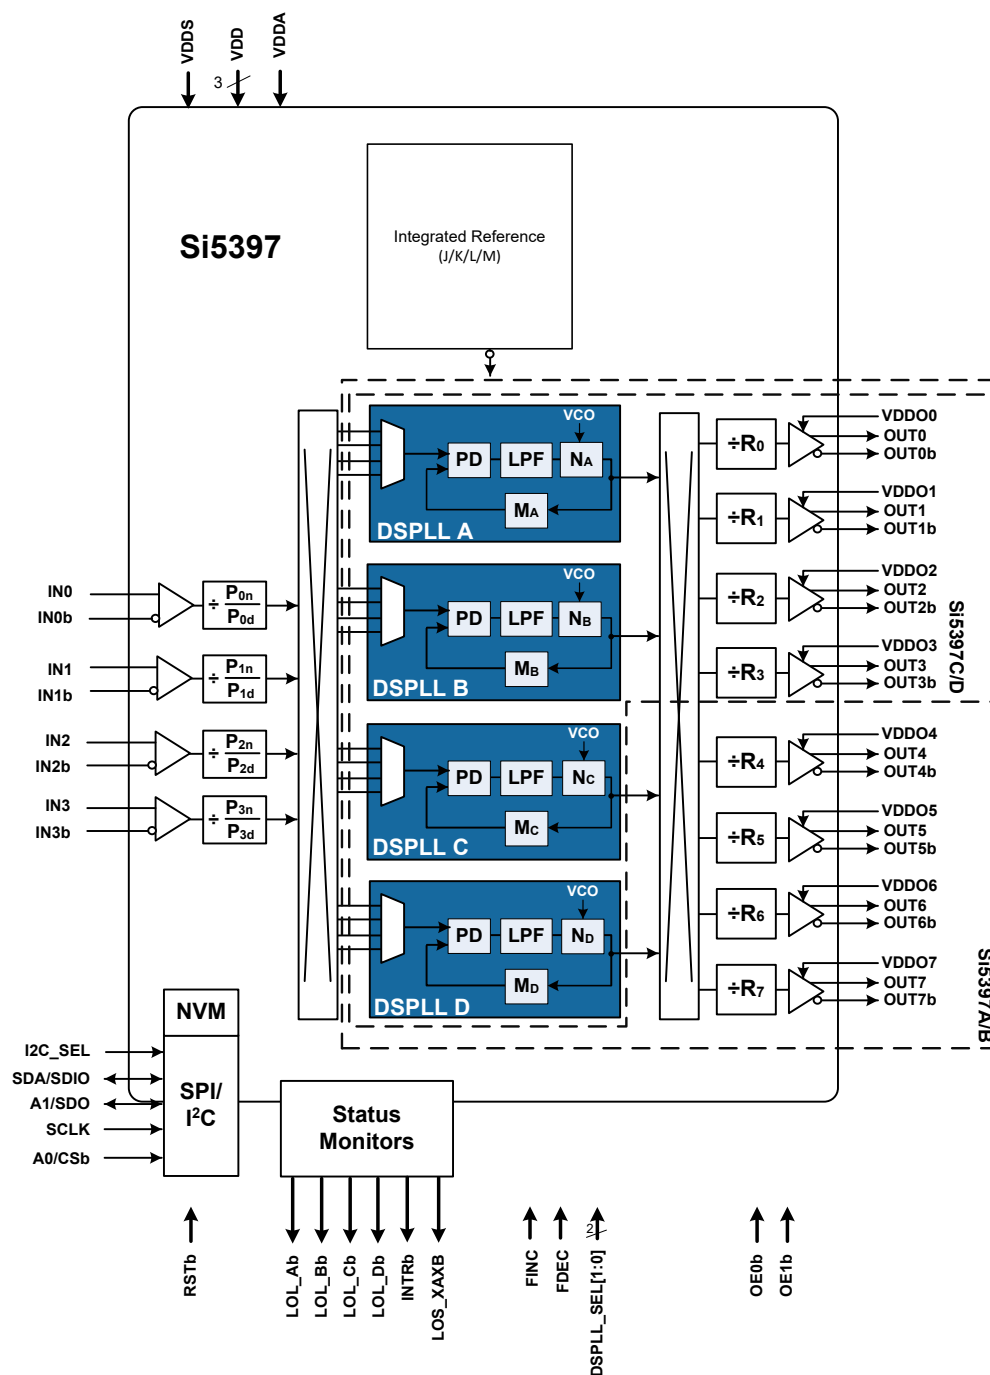 VDDS
VDD
VDDA
3
Si5397
Integrated Reference
(J/K/L/M)
VCO
PD
LPF
NA
MA
DSPLL A
VCO
PD
LPF
NB
MB
DSPLL B
VCO
PD
LPF
NC
MC
DSPLL C
VCO
PD
LPF
ND
MD
DSPLL D
IN0
IN0b
÷ P0n
P0d
IN1
IN1b
÷ P1n
P1d
IN2
IN2b
÷ P2n
P2d
IN3
IN3b
÷ P3n
P3d
÷R0
VDDO0
OUT0
OUT0b
÷R1
VDDO1
OUT1
OUT1b
÷R2
VDDO2
OUT2
OUT2b
÷R3
VDDO3
OUT3
OUT3b
Si5397C/D
÷R4
VDDO4
OUT4
OUT4b
÷R5
VDDO5
OUT5
OUT5b
÷R6
VDDO6
OUT6
OUT6b
÷R7
VDDO7
OUT7
OUT7b
Si5397A/B
NVM
SPI/
I²C
I2C_SEL
SDA/SDIO
A1/SDO
SCLK
A0/CSb
Status
Monitors
RSTb
LOL_Ab
LOL_Bb
LOL_Cb
LOL_Db
INTRb
LOS_XAXB
FINC
FDEC
2
DSPLL_SEL[1:0]
OE0b
OE1b